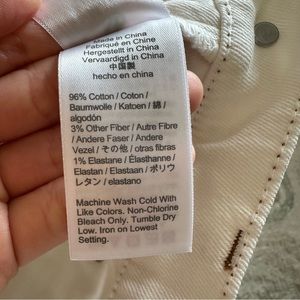 Made in China
Fabriqué en Chine
Hergestellt in China
Vervaardigd in China
中国製
hecho en china
96% Cotton / Coton /
Baumwolle / Katoen / 綿 /
algodón
3% Other Fiber / Autre Fibre
/ Andere Faser / Andere
Vezel / その他 / otras fibras
1% Elastane / Élasthanne /
Elastan / Elastaan / ポリウ
レタン / elastano
Machine Wash Cold With
Like Colors. Non-Chlorine
Bleach Only. Tumble Dry
Low. Iron on Lowest
Setting.